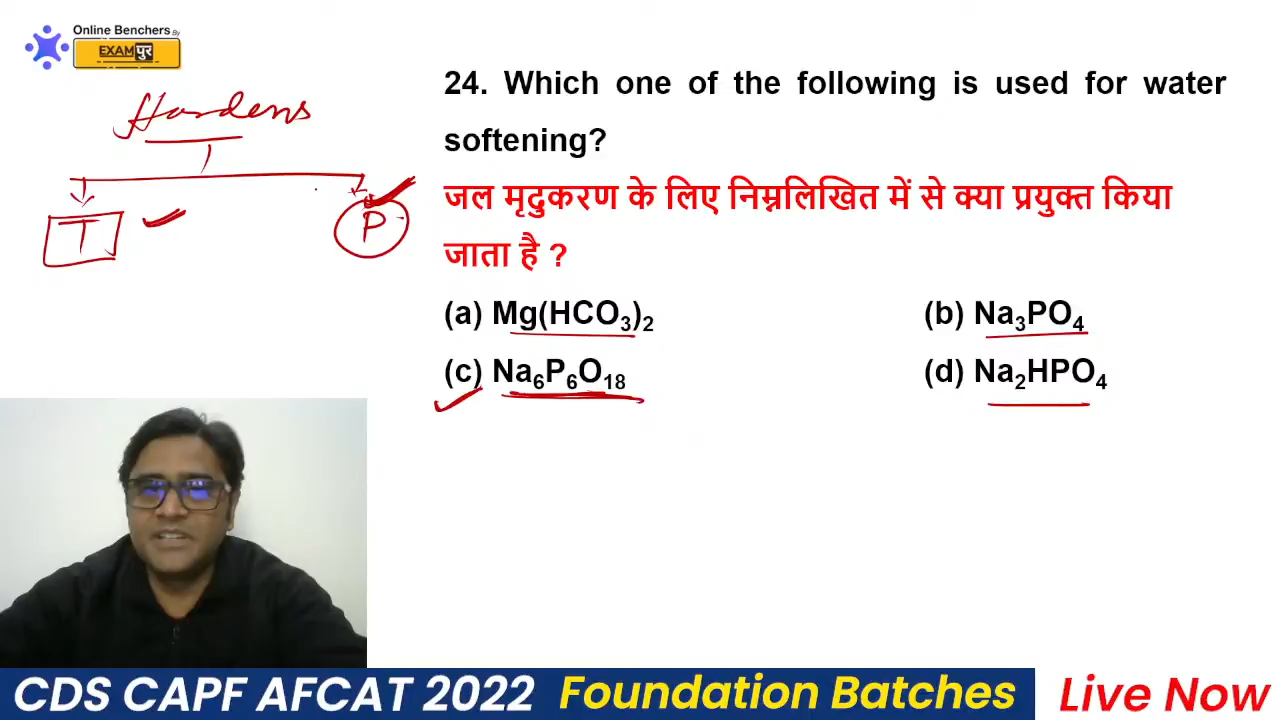 Online Benchers By
EXAMपुर
Hardens
T
P
24. Which one of the following is used for water
softening?
जल मृदुकरण के लिए निम्नलिखित में से क्या प्रयुक्त किया
जाता है ?
(a) Mg(HCO₃)₂ (b) Na₃PO₄
(c) Na₆P₆O₁₈ (d) Na₂HPO₄
CDS CAPF AFCAT 2022 Foundation Batches Live Now